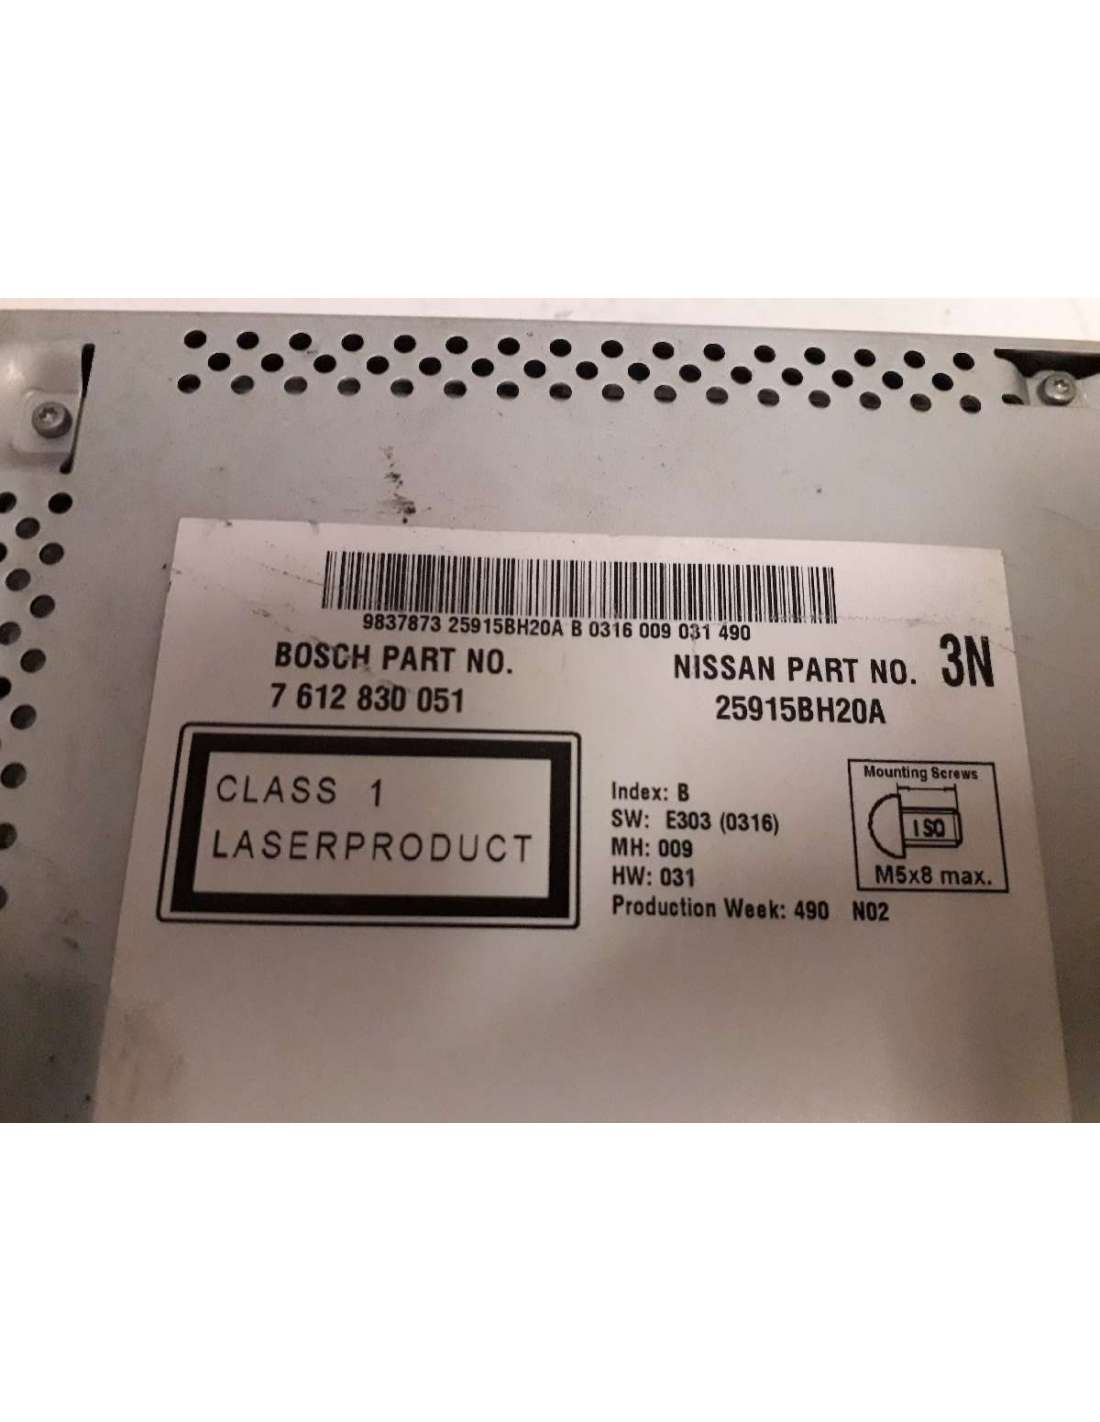 9837873 25915BH20A B 0316 009 031 490
BOSCH PART NO.
7 612 830 051
NISSAN PART NO. 3N
25915BH20A
CLASS 1
LASERPRODUCT
Index: B
SW: E303 (0316)
MH: 009
HW: 031
Production Week: 490 N02
Mounting Screws
ISO
M5x8 max.